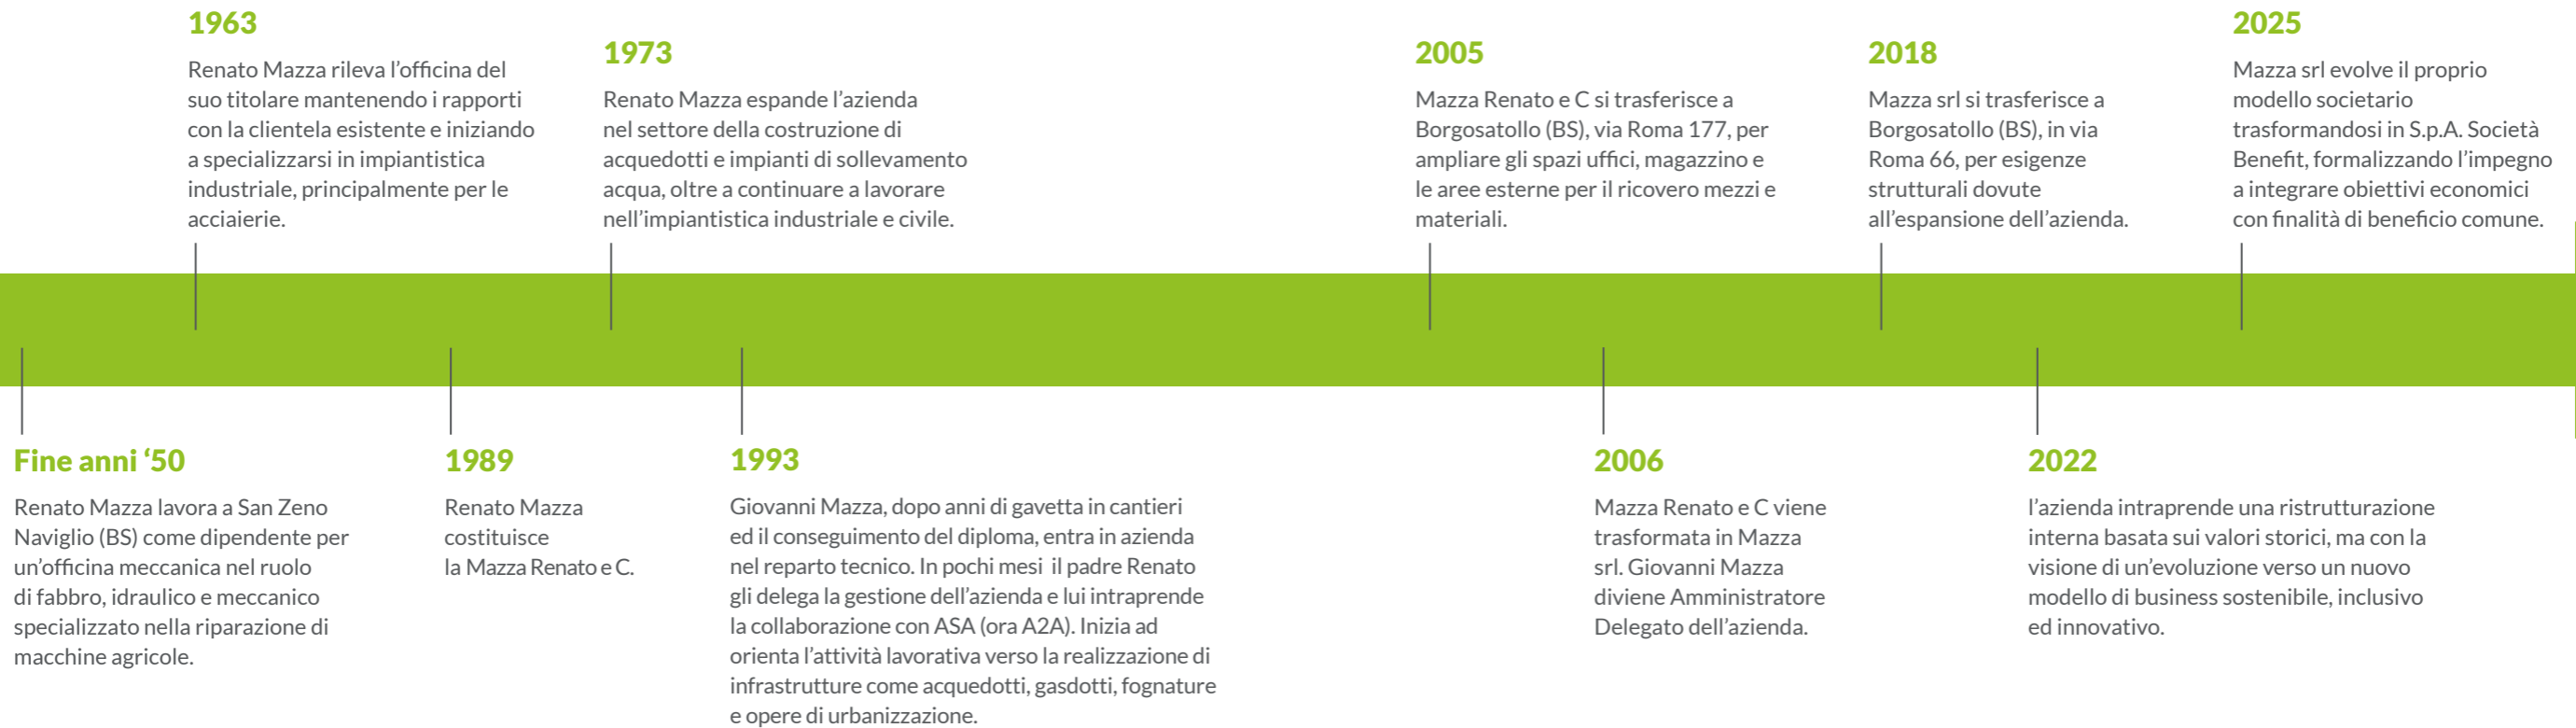 1963
Renato Mazza rileva l’officina del
suo titolare mantenendo i rapporti
con la clientela esistente e iniziando
a specializzarsi in impiantistica
industriale, principalmente per le
acciaierie.
1973
Renato Mazza espande l’azienda
nel settore della costruzione di
acquedotti e impianti di sollevamento
acqua, oltre a continuare a lavorare
nell’impiantistica industriale e civile.
2005
Mazza Renato e C si trasferisce a
Borgosatollo (BS), via Roma 177, per
ampliare gli spazi uffici, magazzino e
le aree esterne per il ricovero mezzi e
materiali.
2018
Mazza srl si trasferisce a
Borgosatollo (BS), in via
Roma 66, per esigenze
strutturali dovute
all’espansione dell’azienda.
2025
Mazza srl evolve il proprio
modello societario
trasformandosi in S.p.A. Società
Benefit, formalizzando l’impegno
a integrare obiettivi economici
con finalità di beneficio comune.
Fine anni ‘50
Renato Mazza lavora a San Zeno
Naviglio (BS) come dipendente per
un’officina meccanica nel ruolo
di fabbro, idraulico e meccanico
specializzato nella riparazione di
macchine agricole.
1989
Renato Mazza
costituisce
la Mazza Renato e C.
1993
Giovanni Mazza, dopo anni di gavetta in cantieri
ed il conseguimento del diploma, entra in azienda
nel reparto tecnico. In pochi mesi il padre Renato
gli delega la gestione dell’azienda e lui intraprende
la collaborazione con ASA (ora A2A). Inizia ad
orienta l’attività lavorativa verso la realizzazione di
infrastrutture come acquedotti, gasdotti, fognature
e opere di urbanizzazione.
2006
Mazza Renato e C viene
trasformata in Mazza
srl. Giovanni Mazza
diviene Amministratore
Delegato dell’azienda.
2022
l’azienda intraprende una ristrutturazione
interna basata sui valori storici, ma con la
visione di un’evoluzione verso un nuovo
modello di business sostenibile, inclusivo
ed innovativo.